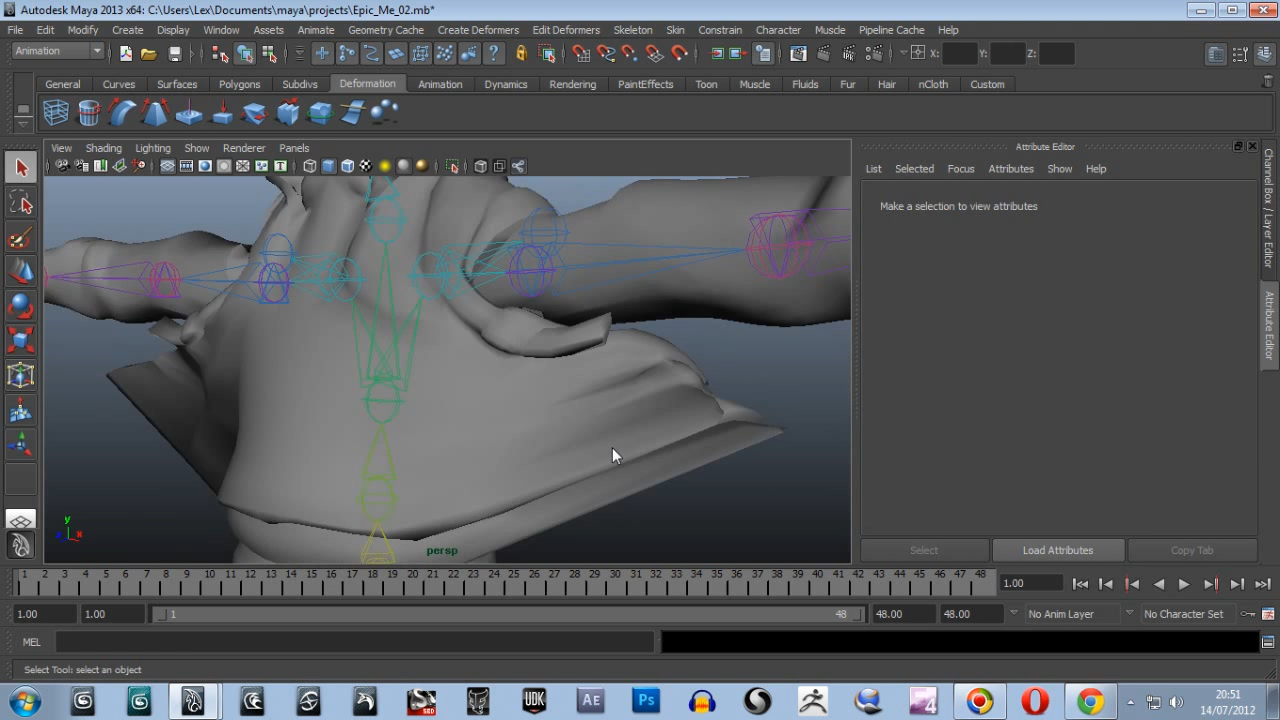 Autodesk Maya 2013 x64: C:\Users\Lex\Documents\maya\projects\Epic_Me_02.mb*
File Edit Modify Create Display Window Assets Animate Geometry Cache Create Deformers Edit Deformers Skeleton Skin Constrain Character Muscle Pipeline Cache Help
Animation X: Y: Z:
General Curves Surfaces Polygons Subdivs Deformation Animation Dynamics Rendering PaintEffects Toon Muscle Fluids Fur Hair nCloth Custom
View Shading Lighting Show Renderer Panels
Attribute Editor
List Selected Focus Attributes Show Help
Make a selection to view attributes
Channel Box / Layer Editor
Attribute Editor
y
z x
persp
Select Load Attributes Copy Tab
1 2 3 4 5 6 7 8 9 10 11 12 13 14 15 16 17 18 19 20 21 22 23 24 25 26 27 28 29 30 31 32 33 34 35 36 37 38 39 40 41 42 43 44 45 46 47 48 1.00
1.00 1.00 1 48 48.00 48.00 No Anim Layer No Character Set
MEL
Select Tool: select an object
SRD UDK Ae Ps 4
20:51
14/07/2012